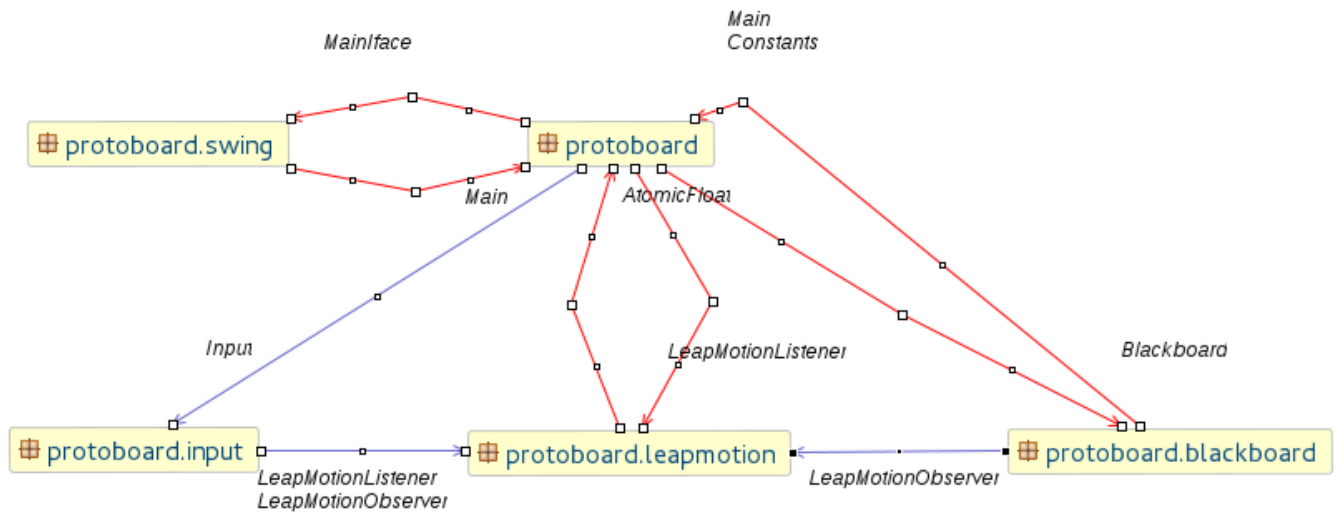 Main
Constants
MainIface
protoboard.swing
protoboard
Main
AtomicFloat
Input
LeapMotionListener
Blackboard
protoboard.input
protoboard.leapmotion
protoboard.blackboard
LeapMotionListener
LeapMotionObserver
LeapMotionObserver